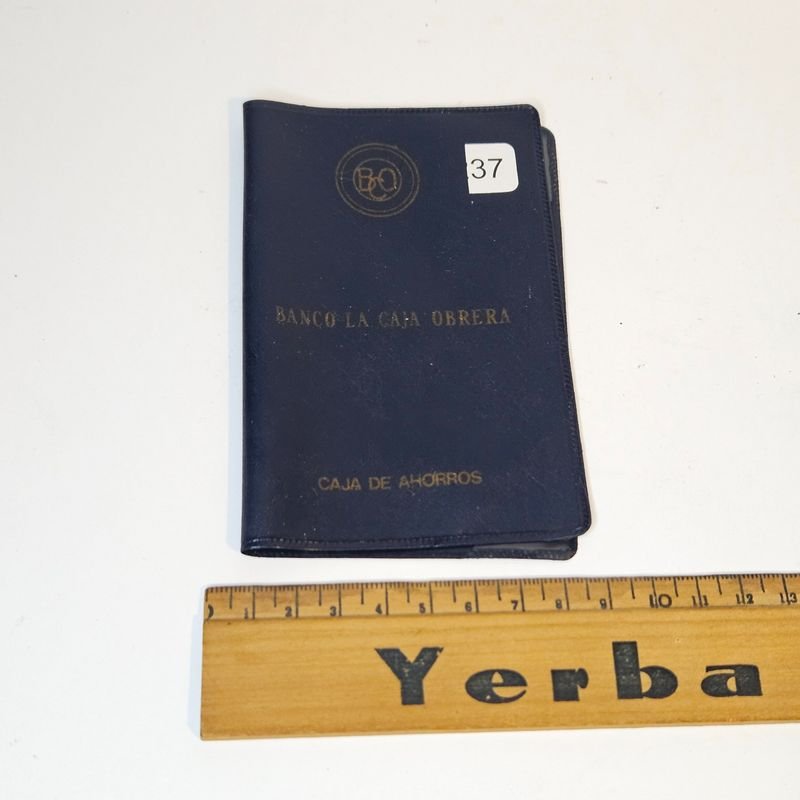 BCO
37
BANCO LA CAJA OBRERA
CAJA DE AHORROS
1 2 3 4 5 6 7 8 9 10 11 12 13
Yerba